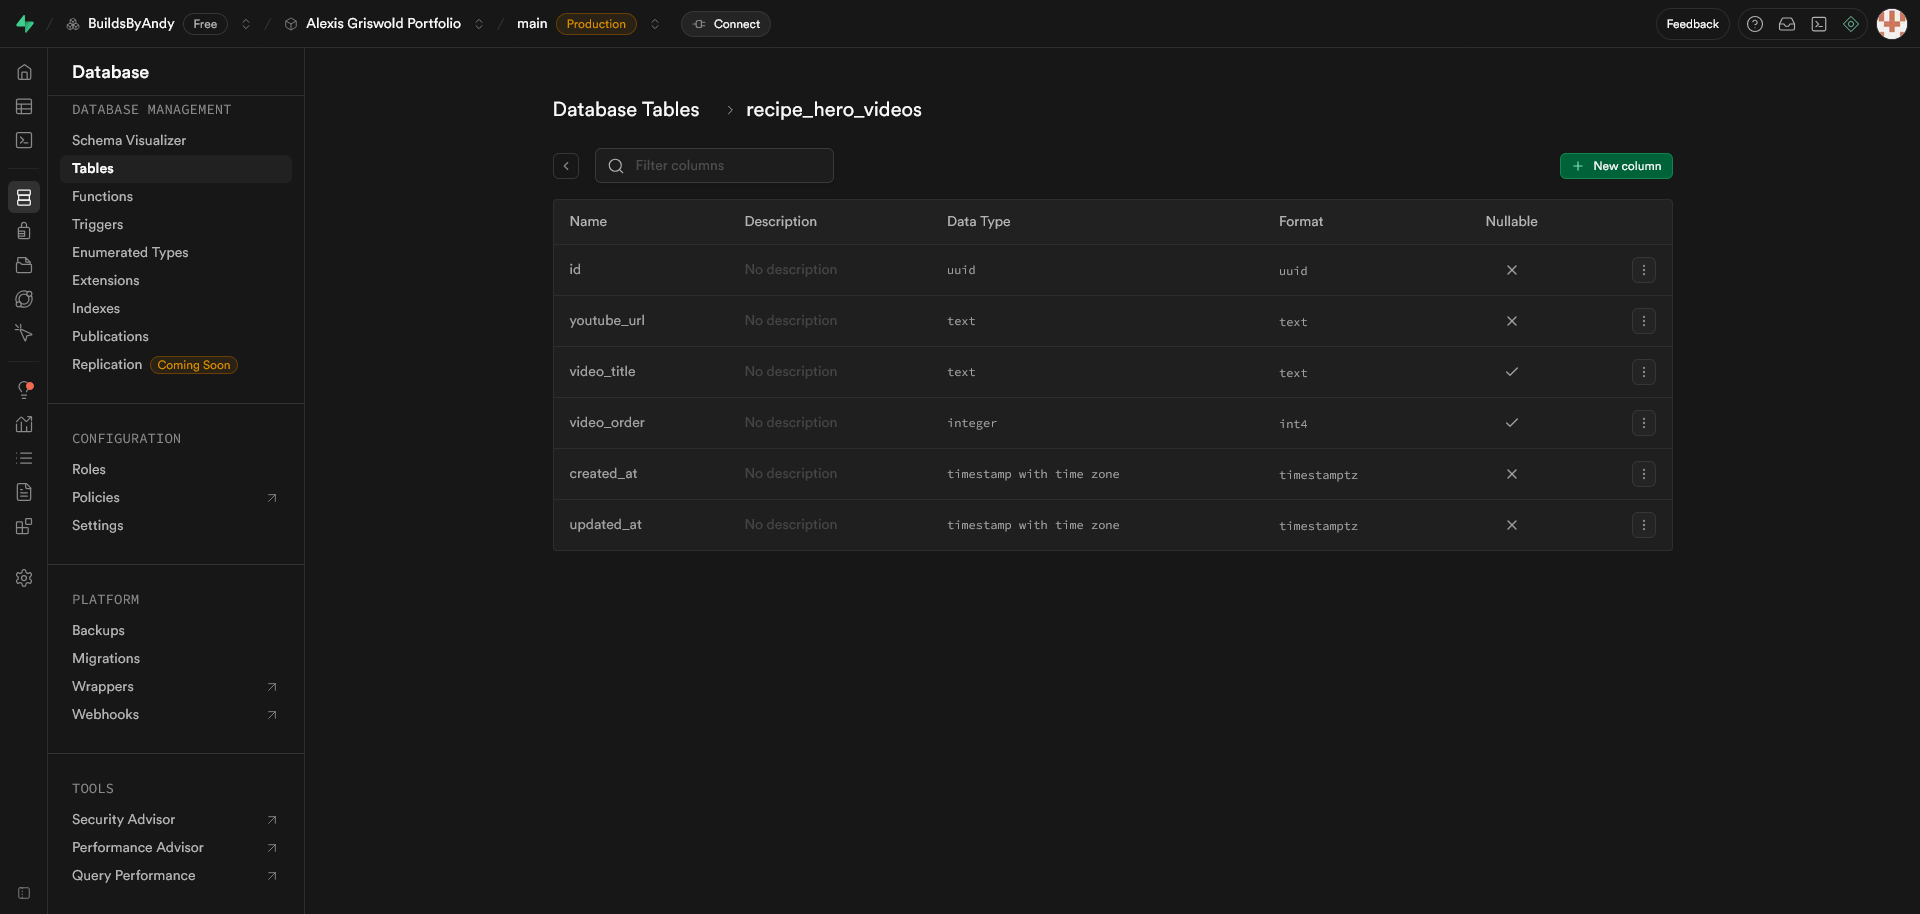 BuildsByAndy Free / Alexis Griswold Portfolio / main Production Connect Feedback
Database
DATABASE MANAGEMENT
Schema Visualizer
Tables
Functions
Triggers
Enumerated Types
Extensions
Indexes
Publications
Replication Coming Soon
CONFIGURATION
Roles
Policies
Settings
PLATFORM
Backups
Migrations
Wrappers
Webhooks
TOOLS
Security Advisor
Performance Advisor
Query Performance
Database Tables > recipe_hero_videos
Filter columns
New column
Name Description Data Type Format Nullable
id No description uuid uuid
youtube_url No description text text
video_title No description text text
video_order No description integer int4
created_at No description timestamp with time zone timestamptz
updated_at No description timestamp with time zone timestamptz